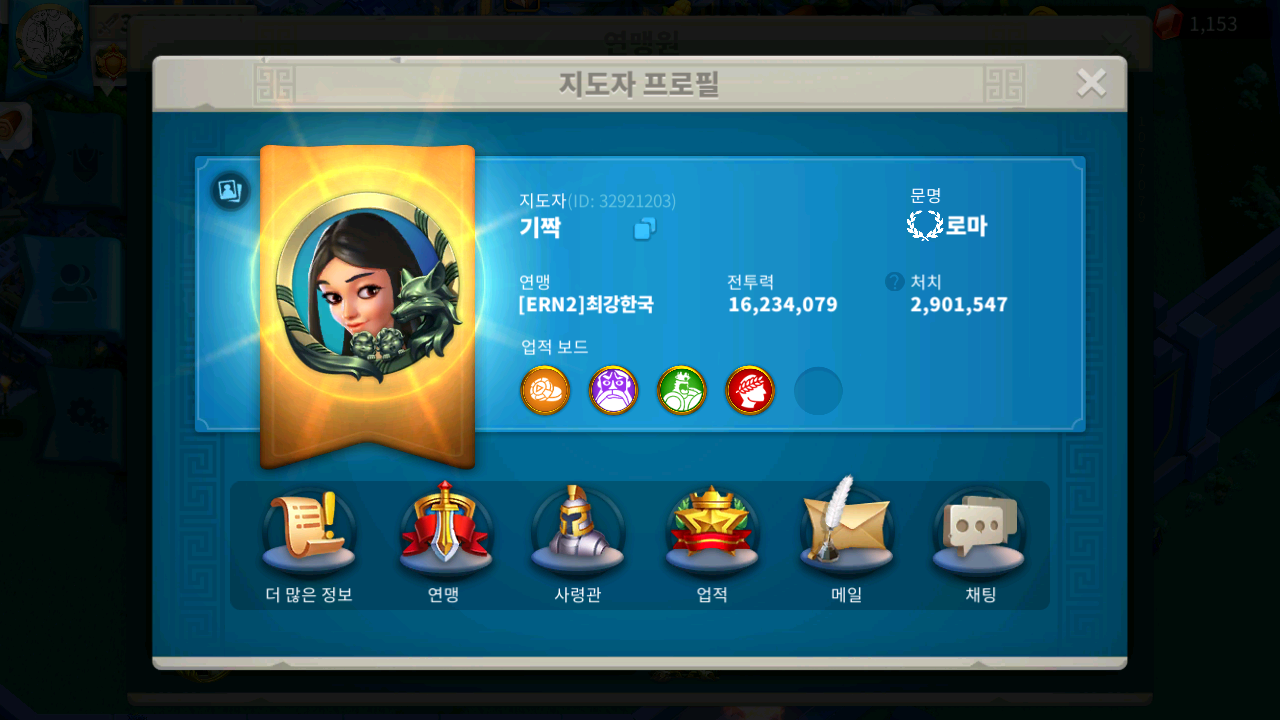 연맹원
1,153
지도자 프로필
지도자(ID: 32921203)
기짝
문명
로마
연맹
[ERN2]최강한국
전투력
16,234,079
?
처치
2,901,547
업적 보드
더 많은 정보
연맹
사령관
업적
메일
채팅